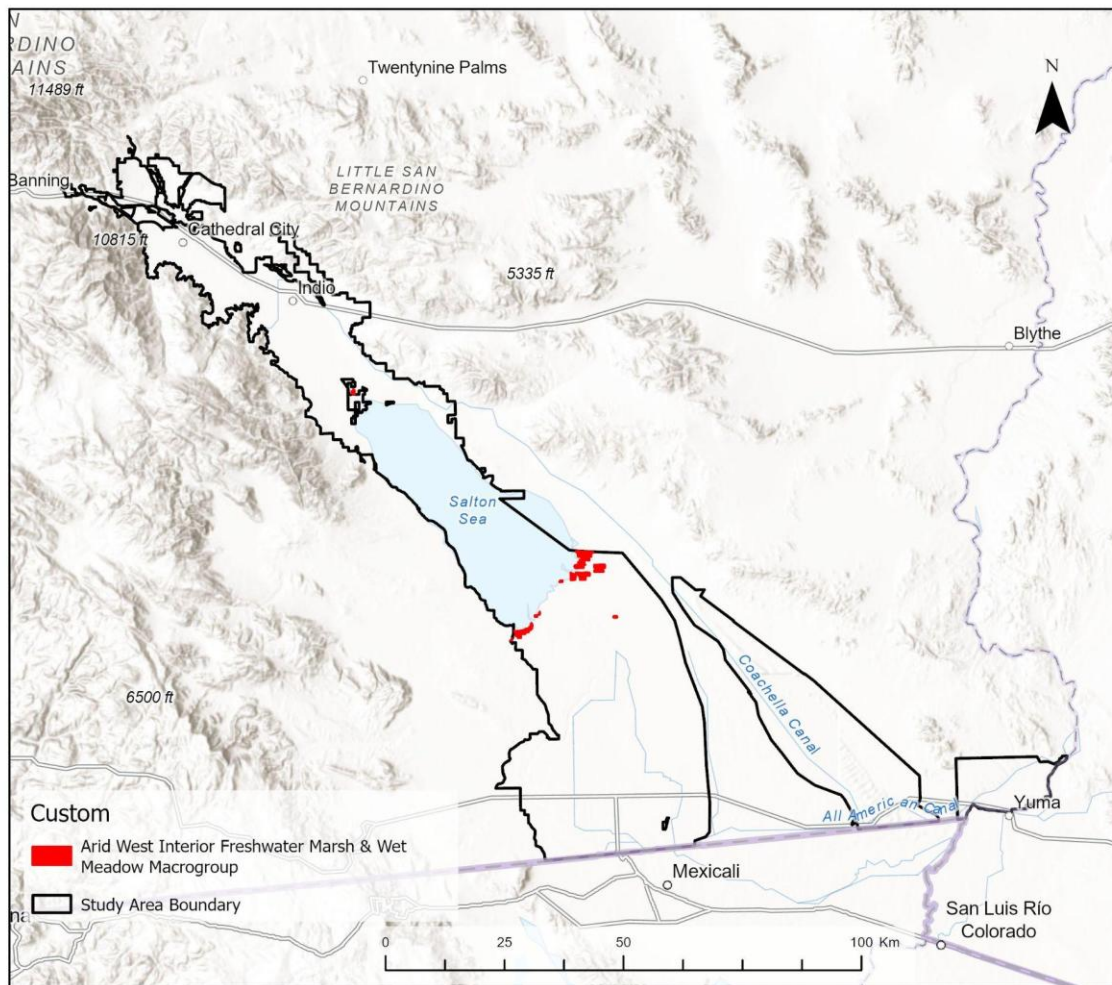 N
RDINO
AINS
11489 ft
Twentynine Palms
N
Banning
LITTLE SAN
BERNARDINO
MOUNTAINS
10815 ft
Cathedral City
5335 ft
Indio
Blythe
Salton
Sea
6500 ft
Coachella Canal
All American Canal
Yuma
Custom
Arid West Interior Freshwater Marsh & Wet
Meadow Macrogroup
Study Area Boundary
Mexicali
na
San Luis Río
Colorado
0 25 50 100 Km